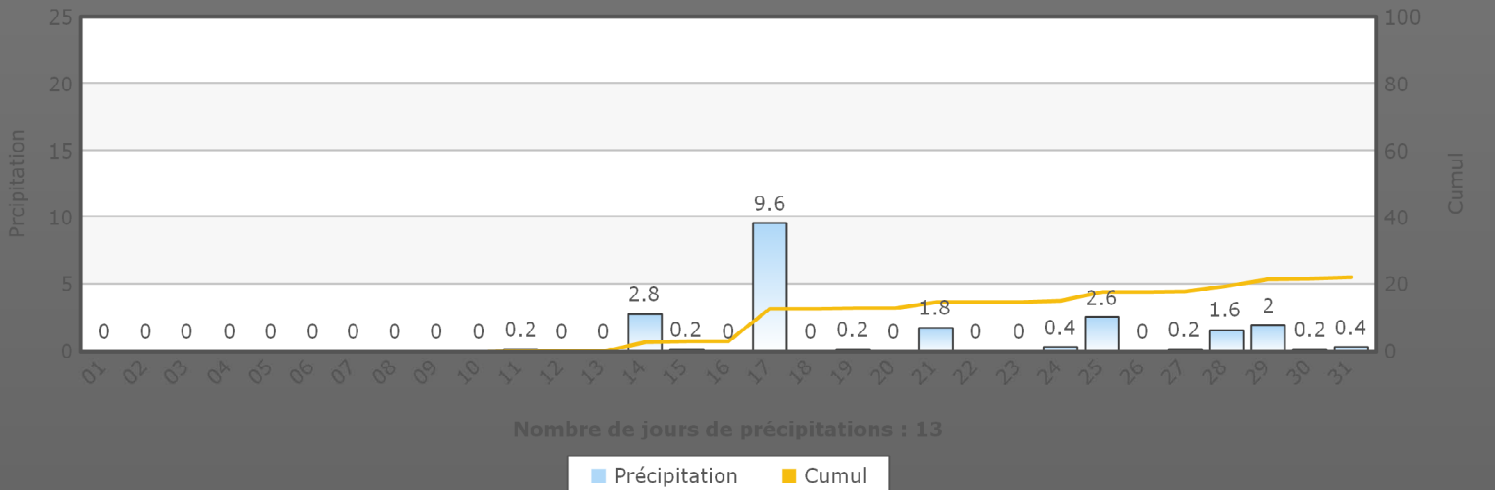 25
100
20
80
15
60
10
40
5
20
0
0
Prcipitation
Cumul
0 0 0 0 0 0 0 0 0 0 0.2 0 0 2.8 0.2 0 9.6 0 0.2 0 1.8 0 0 0.4 2.6 0 0.2 1.6 2 0.2 0.4
01 02 03 04 05 06 07 08 09 10 11 12 13 14 15 16 17 18 19 20 21 22 23 24 25 26 27 28 29 30 31
Nombre de jours de précipitations : 13
Précipitation Cumul